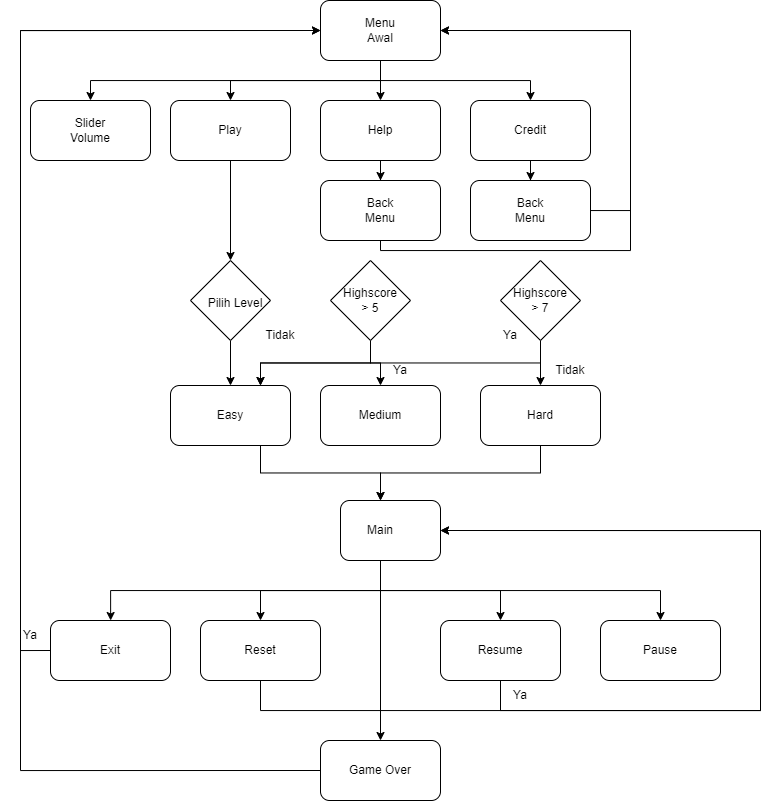 Menu
Awal
Slider
Volume
Play
Help
Credit
Back
Menu
Back
Menu
Pilih Level
Highscore
> 5
Highscore
> 7
Tidak
Ya
Ya
Tidak
Easy
Medium
Hard
Main
Ya
Exit
Reset
Resume
Pause
Ya
Game Over